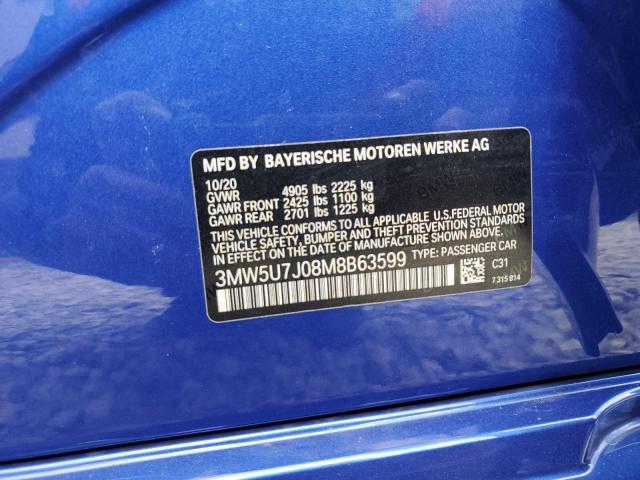 MFD BY BAYERISCHE MOTOREN WERKE AG
10/20
GVWR 4905 lbs 2225 kg
GAWR FRONT 2425 lbs 1100 kg
GAWR REAR 2701 lbs 1225 kg
THIS VEHICLE CONFORMS TO ALL APPLICABLE U.S.FEDERAL MOTOR
VEHICLE SAFETY, BUMPER, AND THEFT PREVENTION STANDARDS
IN EFFECT ON THE DATE OF MANUFACTURE SHOWN ABOVE.
3MW5U7J08M8B63599 TYPE: PASSENGER CAR
C31
7315814